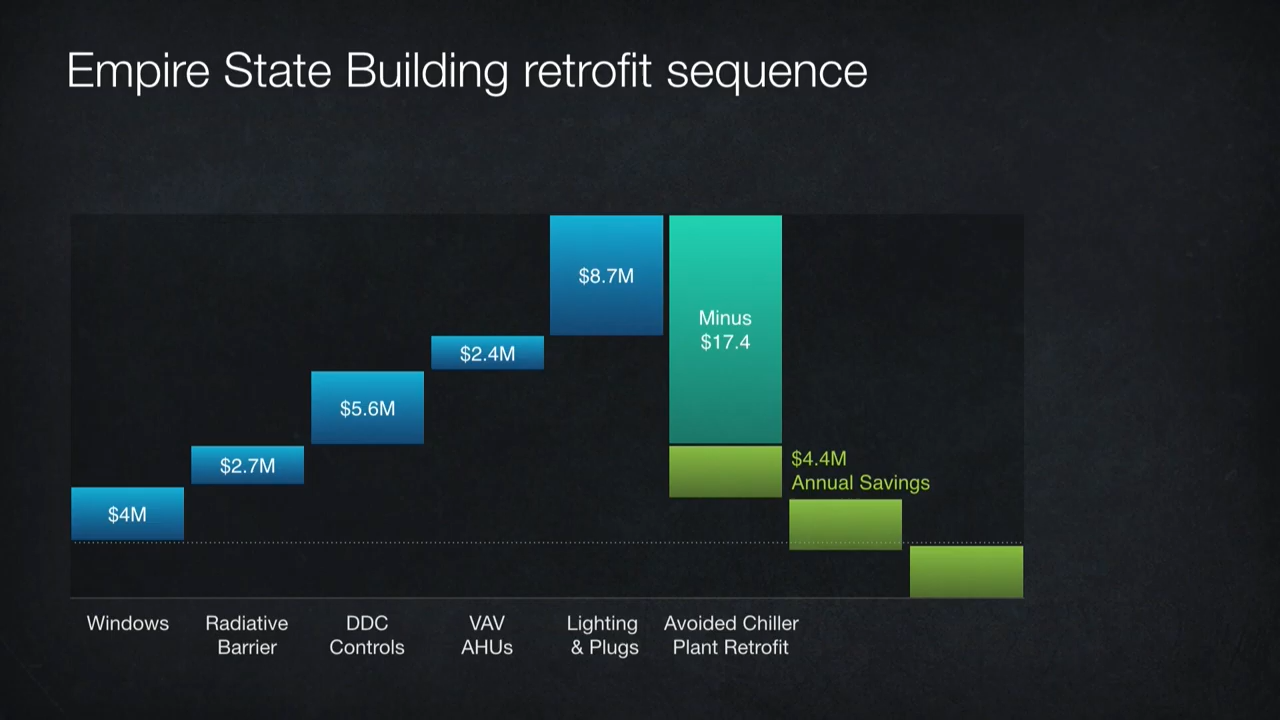 Empire State Building retrofit sequence
$8.7M
Minus
$17.4
$2.4M
$5.6M
$2.7M
$4.4M
Annual Savings
$4M
Windows
Radiative
Barrier
DDC
Controls
VAV
AHUs
Lighting
& Plugs
Avoided Chiller
Plant Retrofit